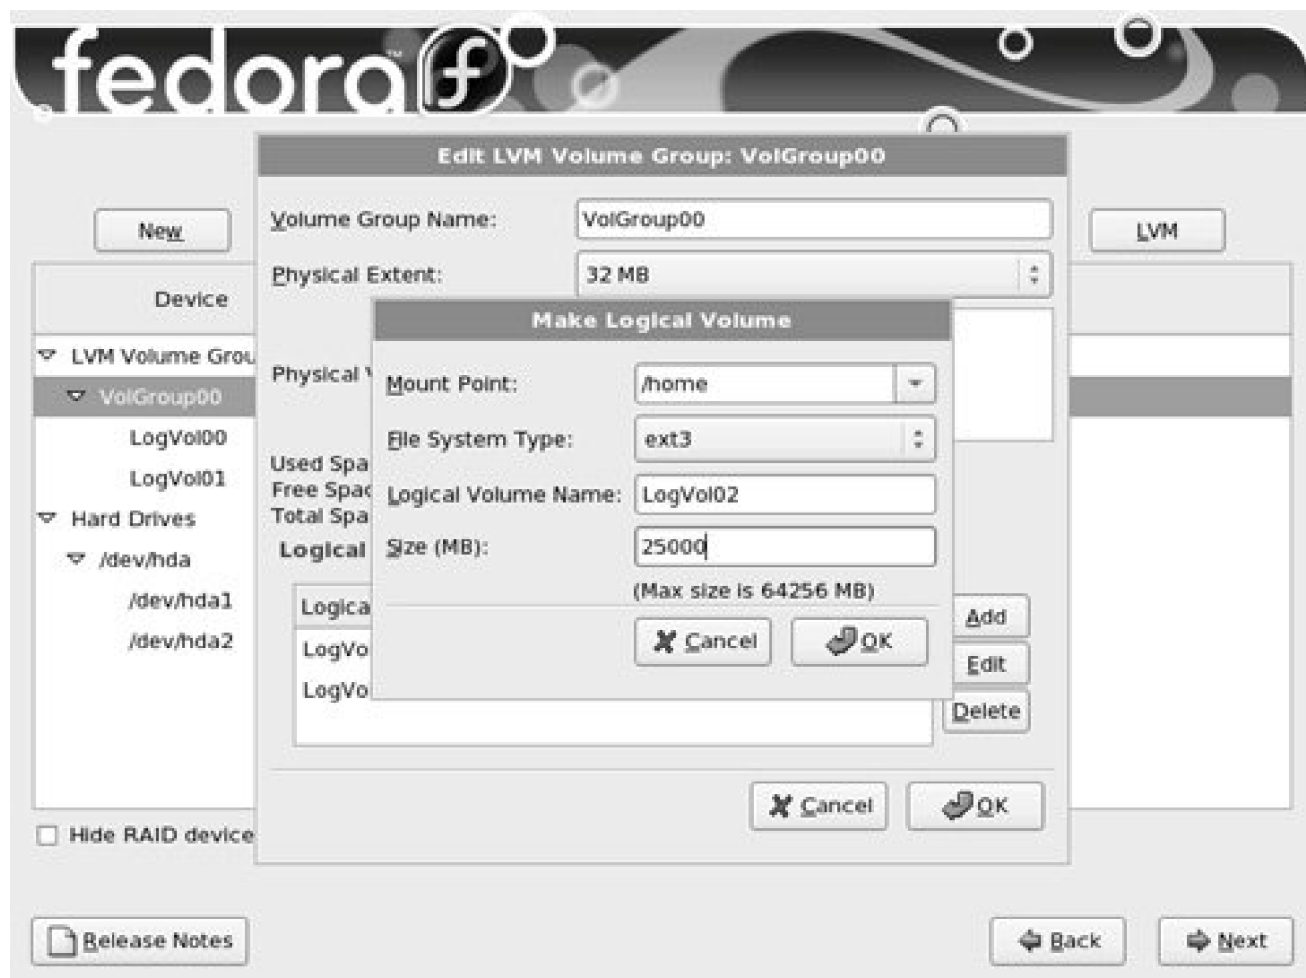 fedora™
Edit LVM Volume Group: VolGroup00
Volume Group Name: VolGroup00
New
LVM
Physical Extent: 32 MB
Device
Make Logical Volume
LVM Volume Grou
Physical V
Mount Point: /home
VolGroup00
File System Type: ext3
LogVol00
Used Spa
LogVol01
Free Spac
Logical Volume Name: LogVol02
Hard Drives
Total Spa
Logical
Size (MB): 25000
/dev/hda
(Max size is 64256 MB)
/dev/hda1
Logica
Add
/dev/hda2
LogVo
Cancel OK
Edit
LogVo
Delete
Cancel OK
Hide RAID device
Release Notes
Back Next